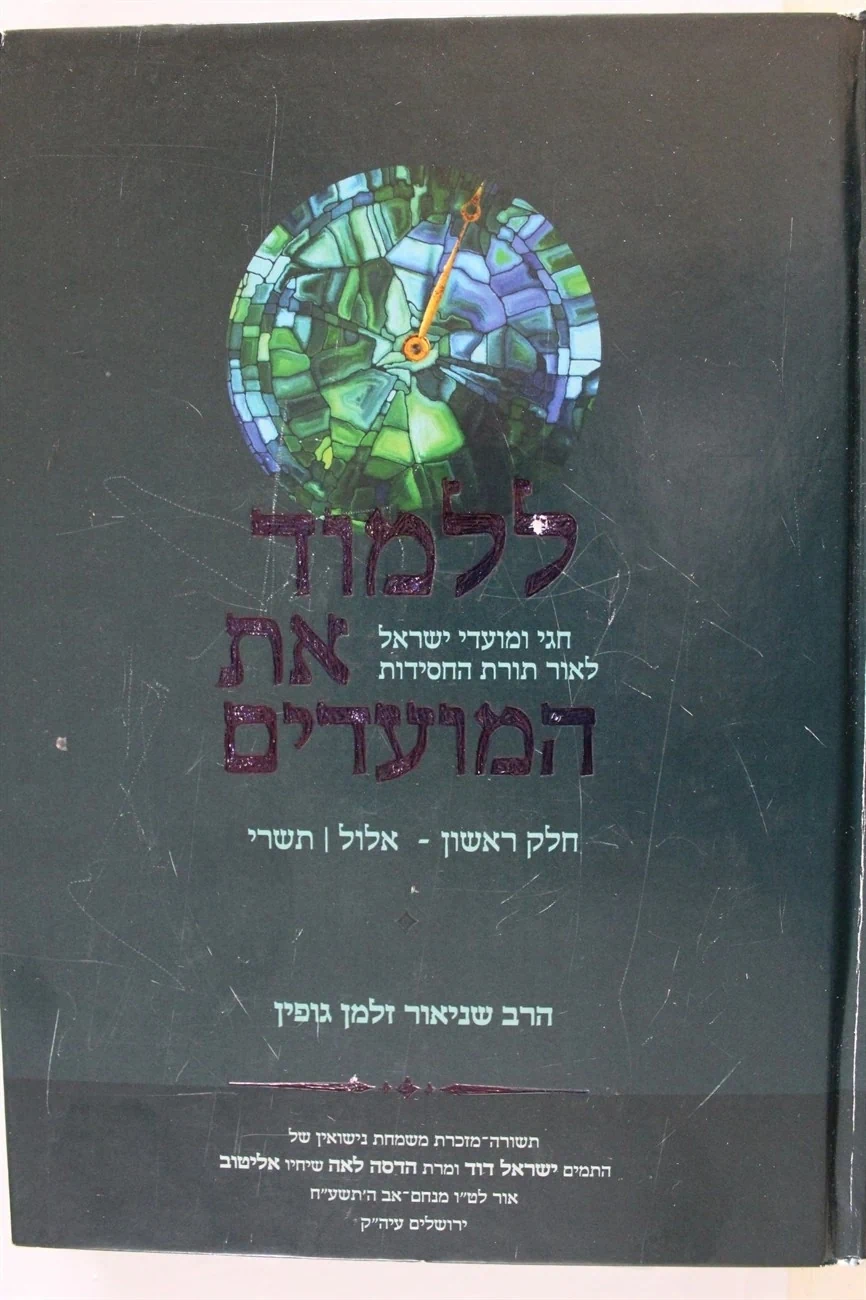 ללמוד
את
חגי ומועדי ישראל
לאור תורת החסידות
המועדים
חלק ראשון - אלול | תשרי
הרב שניאור זלמן גופין
תשורה-מזכרת משמחת נישואין של
התמים ישראל דוד ומרת הדסה לאה שיחיו אליטוב
אור לט״ו מנחם-אב ה׳תשע״ח
ירושלים עיה״ק